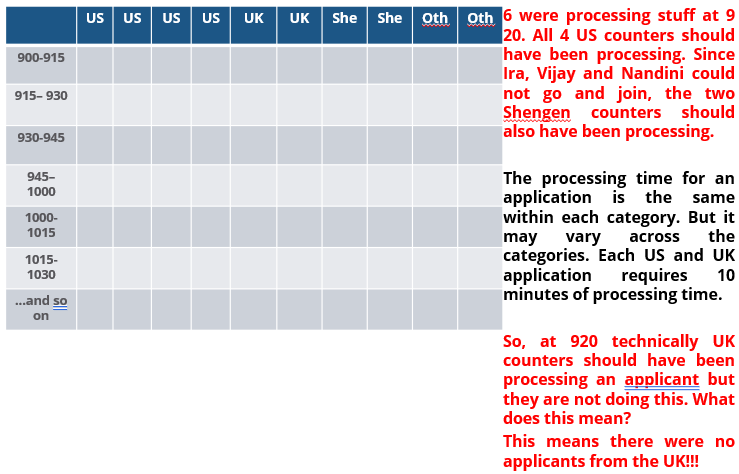 US US US US UK UK She She Oth Oth
900-915
915– 930
930-945
945–
1000
1000-
1015
1015-
1030
...and so
on
6 were processing stuff at 9
20. All 4 US counters should
have been processing. Since
Ira, Vijay and Nandini could
not go and join, the two
Shengen counters should
also have been processing.
The processing time for an
application is the same
within each category. But it
may vary across the
categories. Each US and UK
application requires 10
minutes of processing time.
So, at 920 technically UK
counters should have been
processing an applicant but
they are not doing this. What
does this mean?
This means there were no
applicants from the UK!!!